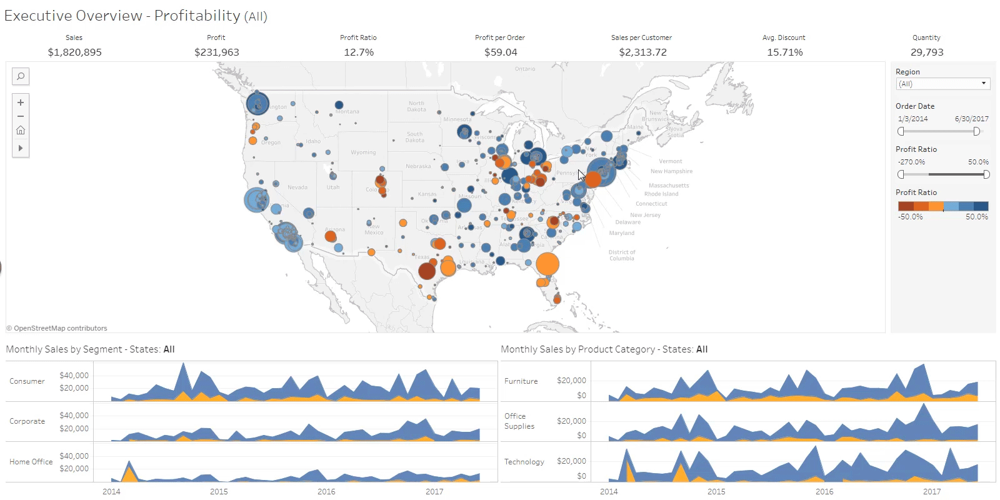 Executive Overview - Profitability (All)
Sales
Profit
Profit Ratio
Profit per Order
Sales per Customer
Avg. Discount
Quantity
$1,820,895
$231,963
12.7%
$59.04
$2,313.72
15.71%
29,793
Ontario
North Dakota
Montana
Minnesota
South Dakota
Oregon
Idaho
Wyoming
Nebraska
Nevada
Utah
Kansas
Missouri
Arizona
New Mexico
Texas
Louisiana
New Brunswick
Maine
Nova Scotia
Vermont
New Hampshire
Massachusetts
Rhode Island
Connecticut
New Jersey
Delaware
Maryland
District of Columbia
© OpenStreetMap contributors
Region
(All)
Order Date
1/3/2014 6/30/2017
Profit Ratio
-270.0% 50.0%
Profit Ratio
-50.0% 50.0%
Monthly Sales by Segment - States: All
Consumer
$40,000
$20,000
Corporate
$40,000
$20,000
Home Office
$40,000
$20,000
2014 2015 2016 2017
Monthly Sales by Product Category - States: All
Furniture
$20,000
$0
Office Supplies
$20,000
$0
Technology
$20,000
$0
2014 2015 2016 2017